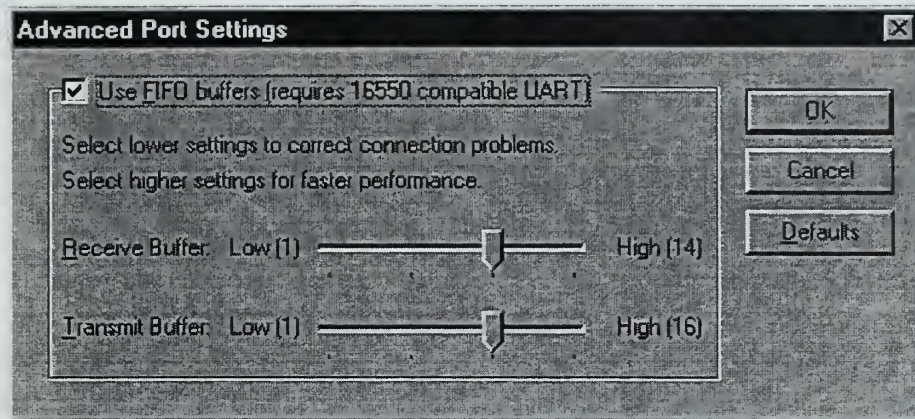 Advanced Port Settings
Use FIFO buffers (requires 16550 compatible UART)
Select lower settings to correct connection problems.
Select higher settings for faster performance.
Receive Buffer: Low (1) High (14)
Transmit Buffer: Low (1) High (16)
OK
Cancel
Defaults